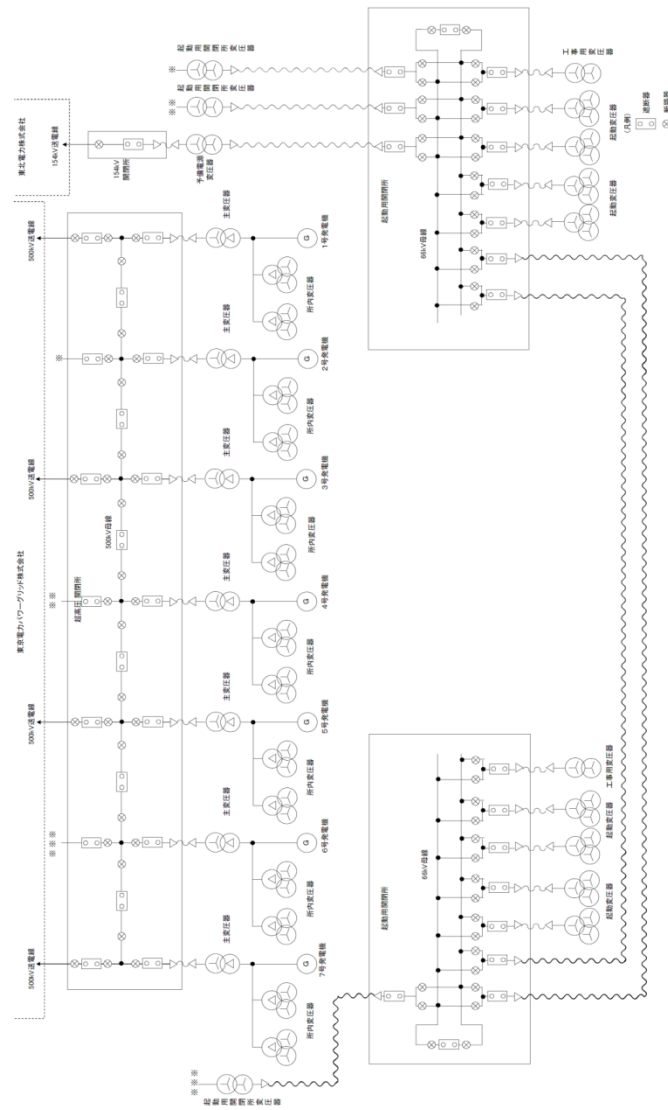 東北電力株式会社
154kV送電線
154kV
開閉所
予備電源
変圧器
※
起動用開閉所変圧器
※※
起動用開閉所変圧器
東京電力パワーグリッド株式会社
500kV送電線
※
500kV送電線
※※
500kV送電線
※※※
500kV送電線
超高圧 開閉所
500kV母線
主変圧器
主変圧器
主変圧器
主変圧器
主変圧器
主変圧器
主変圧器
G
1号発電機
所内変圧器
G
2号発電機
所内変圧器
G
3号発電機
所内変圧器
G
4号発電機
所内変圧器
G
5号発電機
所内変圧器
G
6号発電機
所内変圧器
G
7号発電機
所内変圧器
※※※
起動用開閉所変圧器
起動用開閉所
66kV母線
工事用変圧器
起動変圧器
起動変圧器
(凡例)
遮断器
断路器
起動用開閉所
66kV母線
工事用変圧器
起動変圧器
起動変圧器